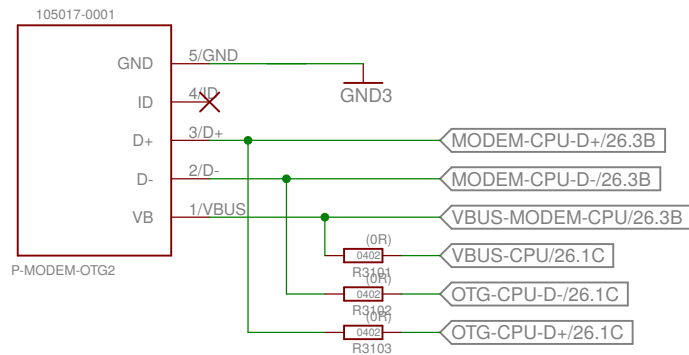 105017-0001
GND 5/GND
GND3
ID 4/ID
D+ 3/D+ MODEM-CPU-D+/26.3B
D- 2/D- MODEM-CPU-D-/26.3B
VB 1/VBUS VBUS-MODEM-CPU/26.3B
(0R)
0402 VBUS-CPU/26.1C
P-MODEM-OTG2
R3101
0402 OTG-CPU-D-/26.1C
R3102
(0R)
0402 OTG-CPU-D+/26.1C
R3103